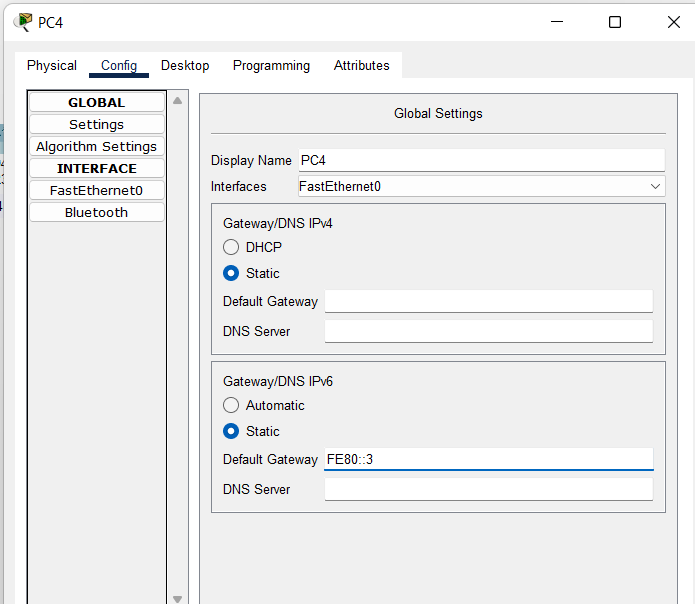 PC4
Physical Config Desktop Programming Attributes
GLOBAL
Settings
Algorithm Settings
INTERFACE
FastEthernet0
Bluetooth
Global Settings
Display Name PC4
Interfaces FastEthernet0
Gateway/DNS IPv4
DHCP
Static
Default Gateway
DNS Server
Gateway/DNS IPv6
Automatic
Static
Default Gateway FE80::3
DNS Server